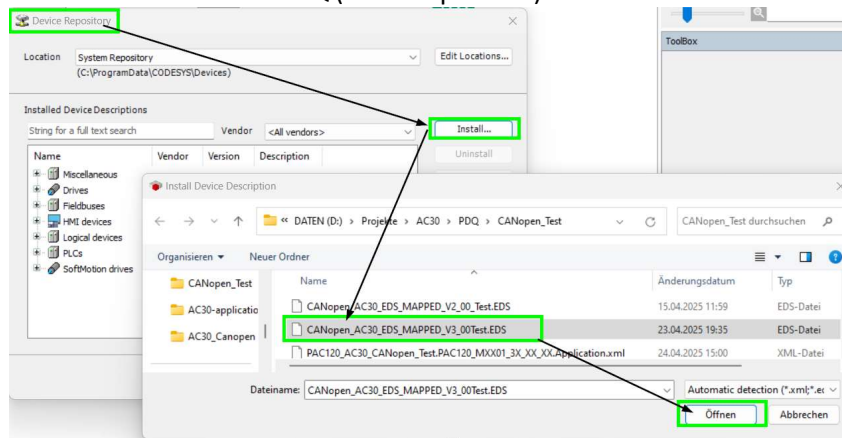 Device Repository
ToolBox
Location System Repository Edit Locations...
(C:\ProgramData\CODESYS\Devices)
Installed Device Descriptions
String for a full text search Vendor <All vendors> Install...
Name Vendor Version Description Uninstall
Miscellaneous
Drives
Fieldbuses
HMI devices
Logical devices
PLCs
SoftMotion drives
Install Device Description
« DATEN (D:) > Projekte > AC30 > PDQ > CANopen_Test CANopen_Test durchsuchen
Organisieren Neuer Ordner
Name Änderungsdatum Typ
CANopen_Test
AC30-applicatio
AC30_Canopen
CANopen_AC30_EDS_MAPPED_V2_00_Test.EDS 15.04.2025 11:59 EDS-Datei
CANopen_AC30_EDS_MAPPED_V3_00Test.EDS 23.04.2025 19:35 EDS-Datei
PAC120_AC30_CANopen_Test.PAC120_MXX01_3X_XX_XX.Application.xml 24.04.2025 15:00 XML-Datei
Dateiname: CANopen_AC30_EDS_MAPPED_V3_00Test.EDS Automatic detection (*.xml;*.ec
Öffnen Abbrechen